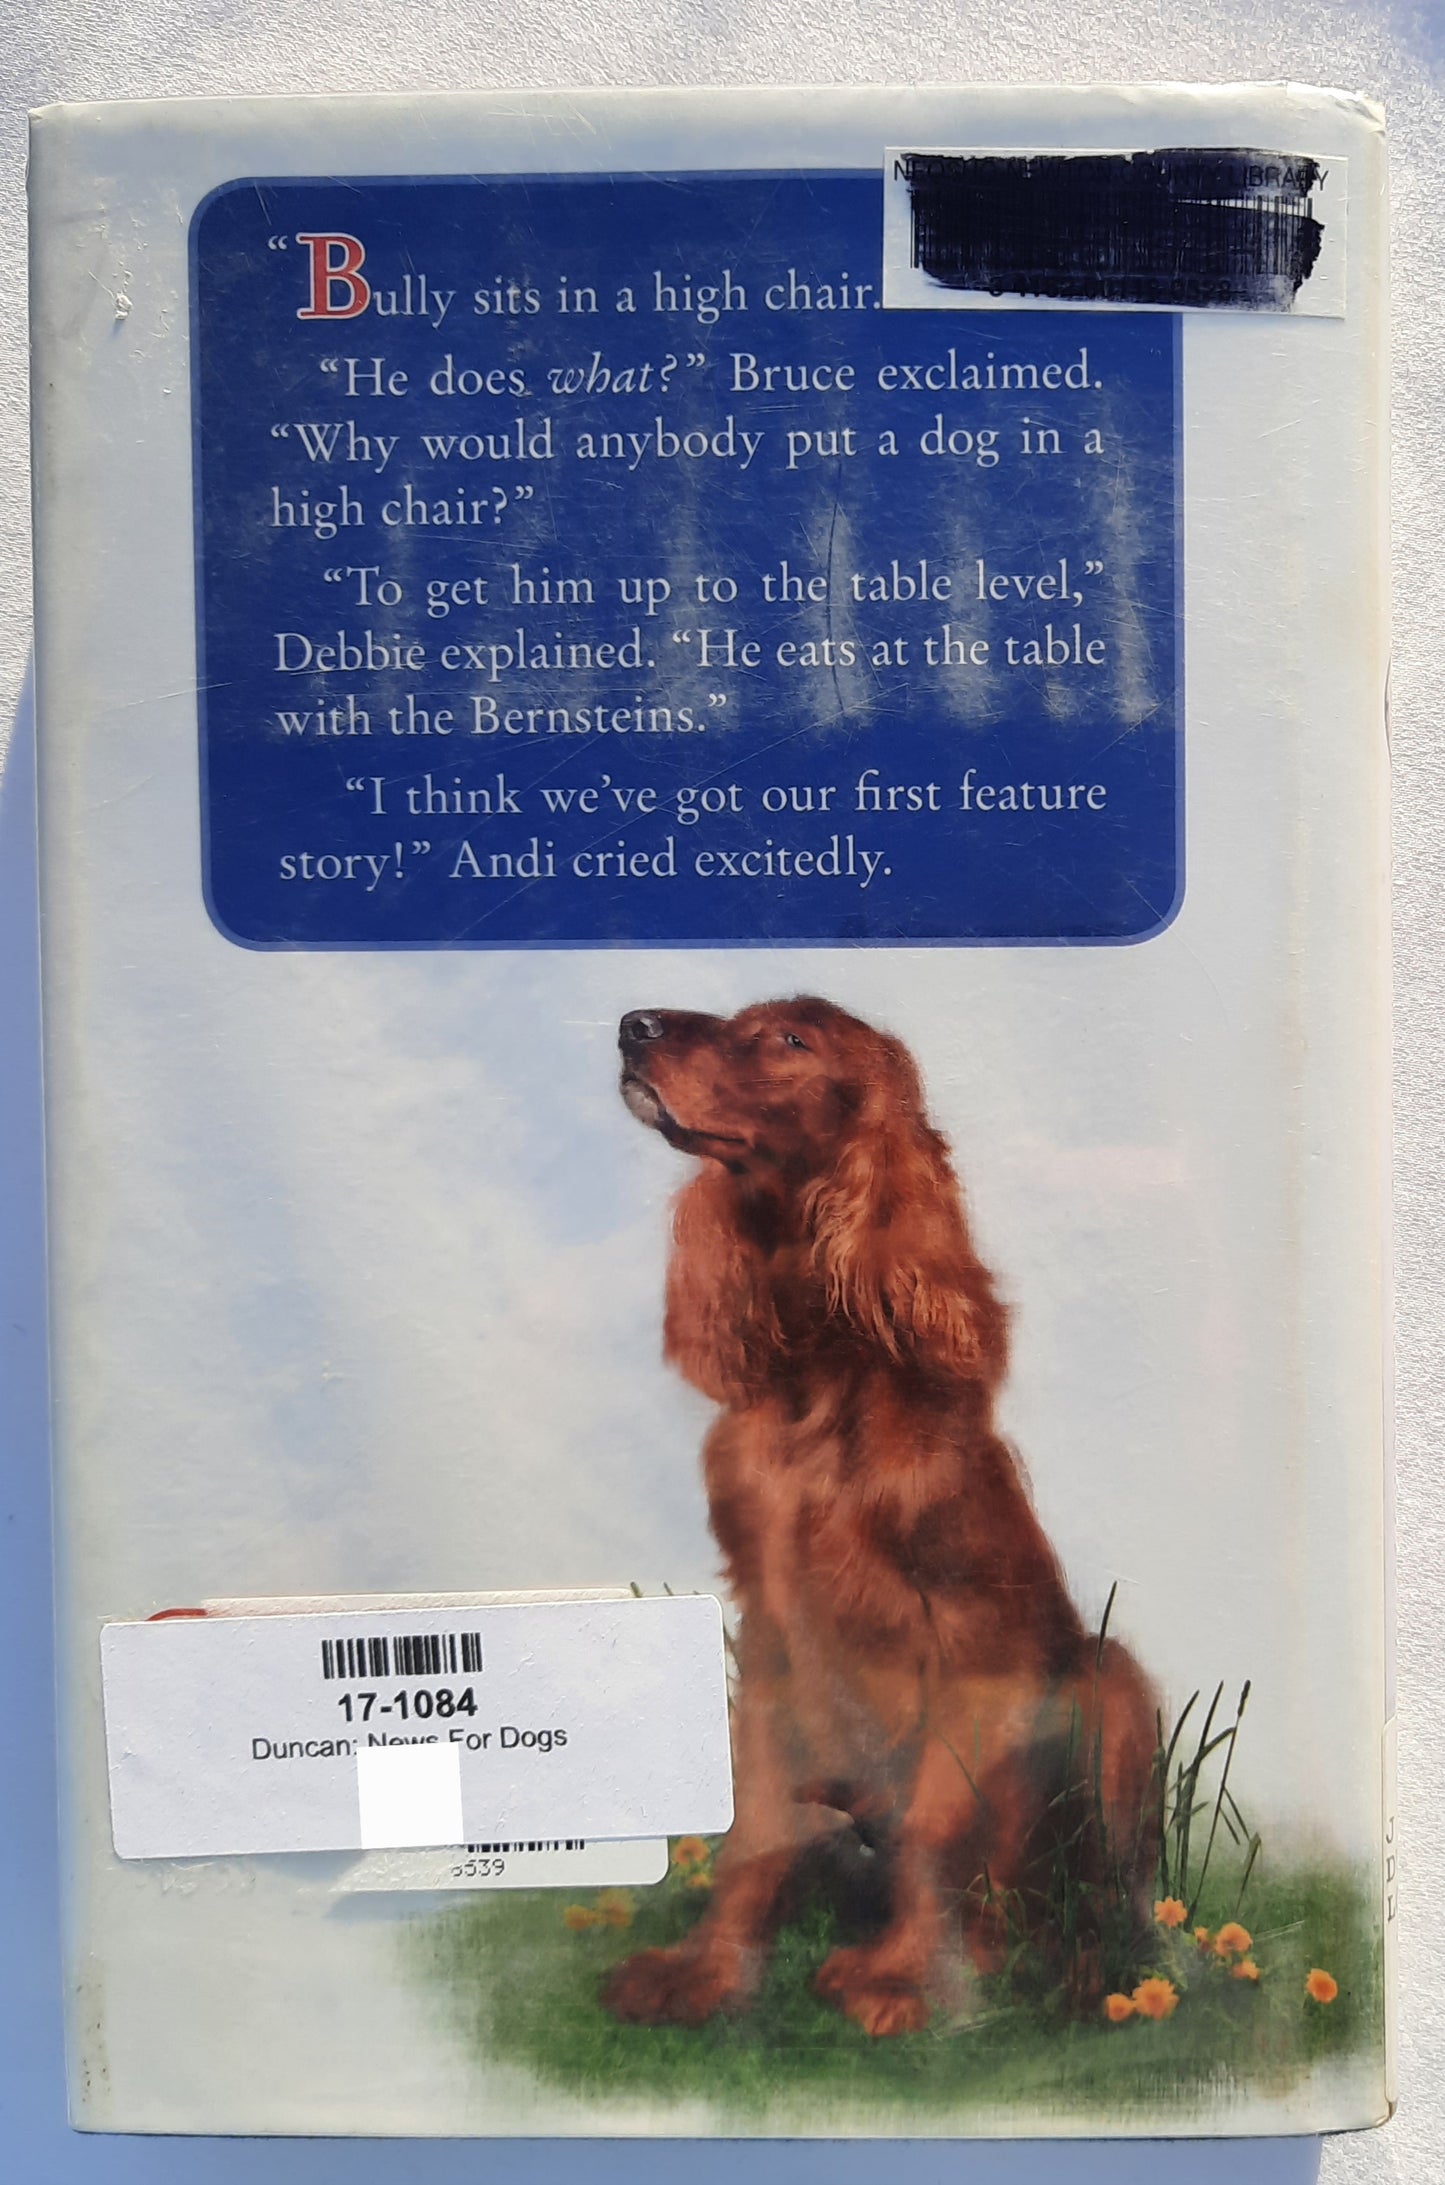 COUNTY LIBRARY
“Bully sits in a high chair.
“He does what?” Bruce exclaimed.
“Why would anybody put a dog in a
high chair?”
“To get him up to the table level,”
Debbie explained. “He eats at the table
with the Bernsteins.”
“I think we’ve got our first feature
story!” Andi cried excitedly.
17-1084
Duncan: News For Dogs
J
D